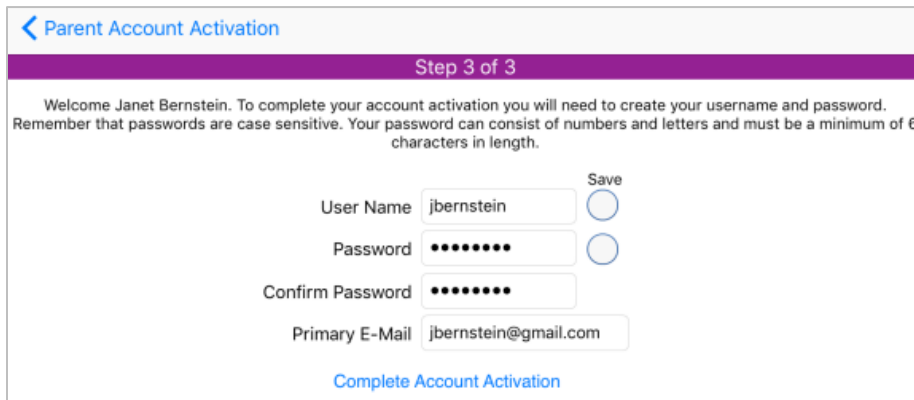 Parent Account Activation
Step 3 of 3
Welcome Janet Bernstein. To complete your account activation you will need to create your username and password.
Remember that passwords are case sensitive. Your password can consist of numbers and letters and must be a minimum of 6
characters in length.
Save
User Name jbernstein
Password ••••••••
Confirm Password ••••••••
Primary E-Mail jbernstein@gmail.com
Complete Account Activation